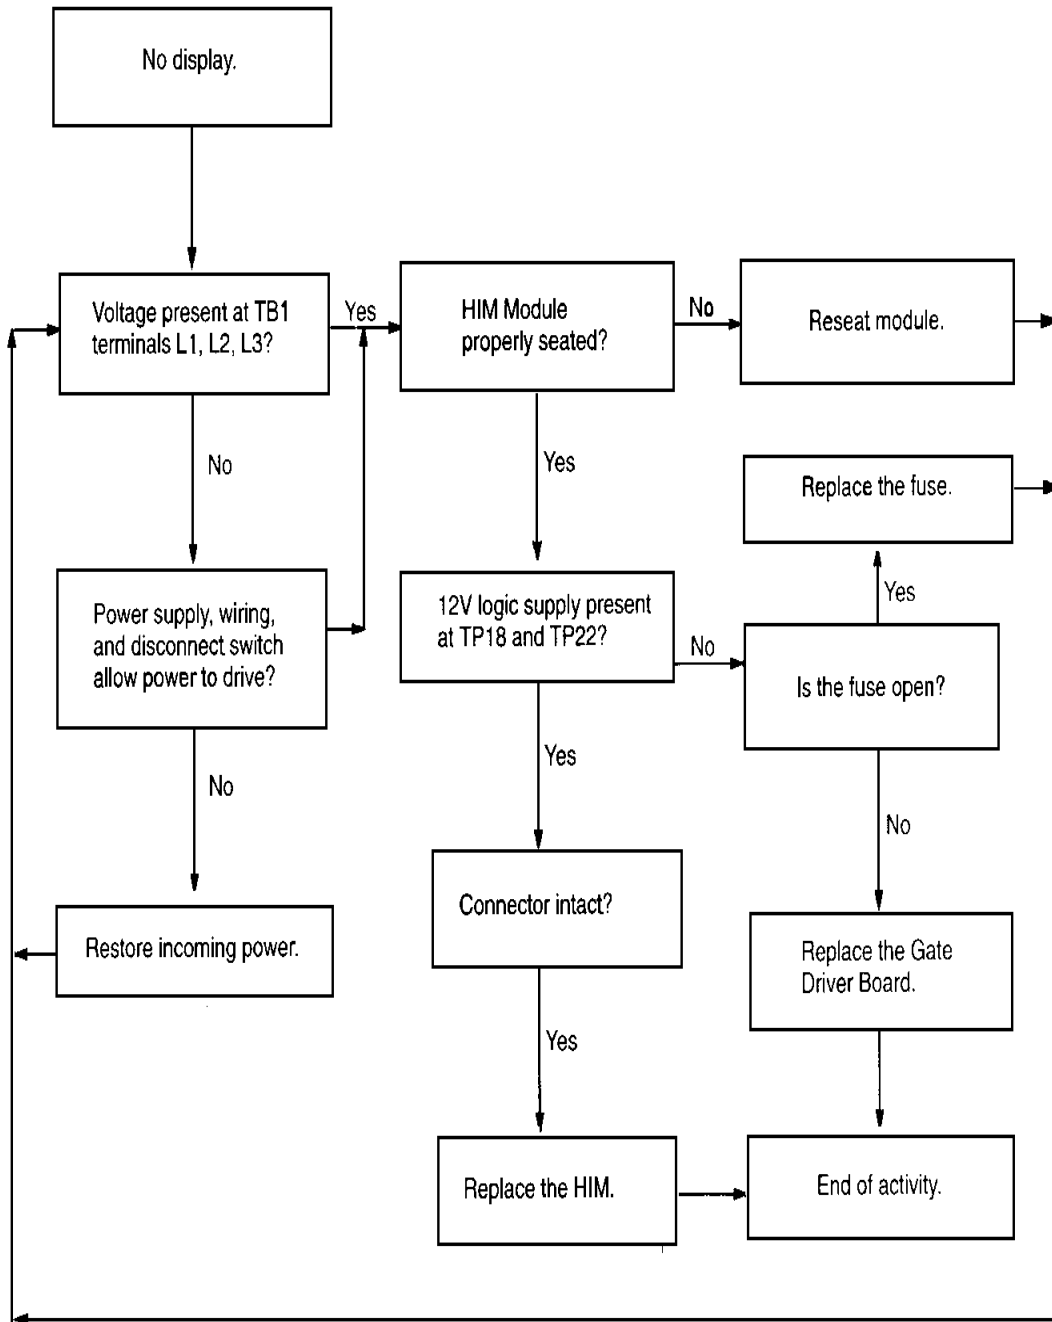 No display.
Voltage present at TB1
terminals L1, L2, L3?
Yes
HIM Module
properly seated?
No
Reseat module.
No
Yes
Replace the fuse.
Yes
Power supply, wiring,
and disconnect switch
allow power to drive?
12V logic supply present
at TP18 and TP22?
No
Is the fuse open?
No
Yes
No
Restore incoming power.
Connector intact?
Replace the Gate
Driver Board.
Yes
Replace the HIM.
End of activity.